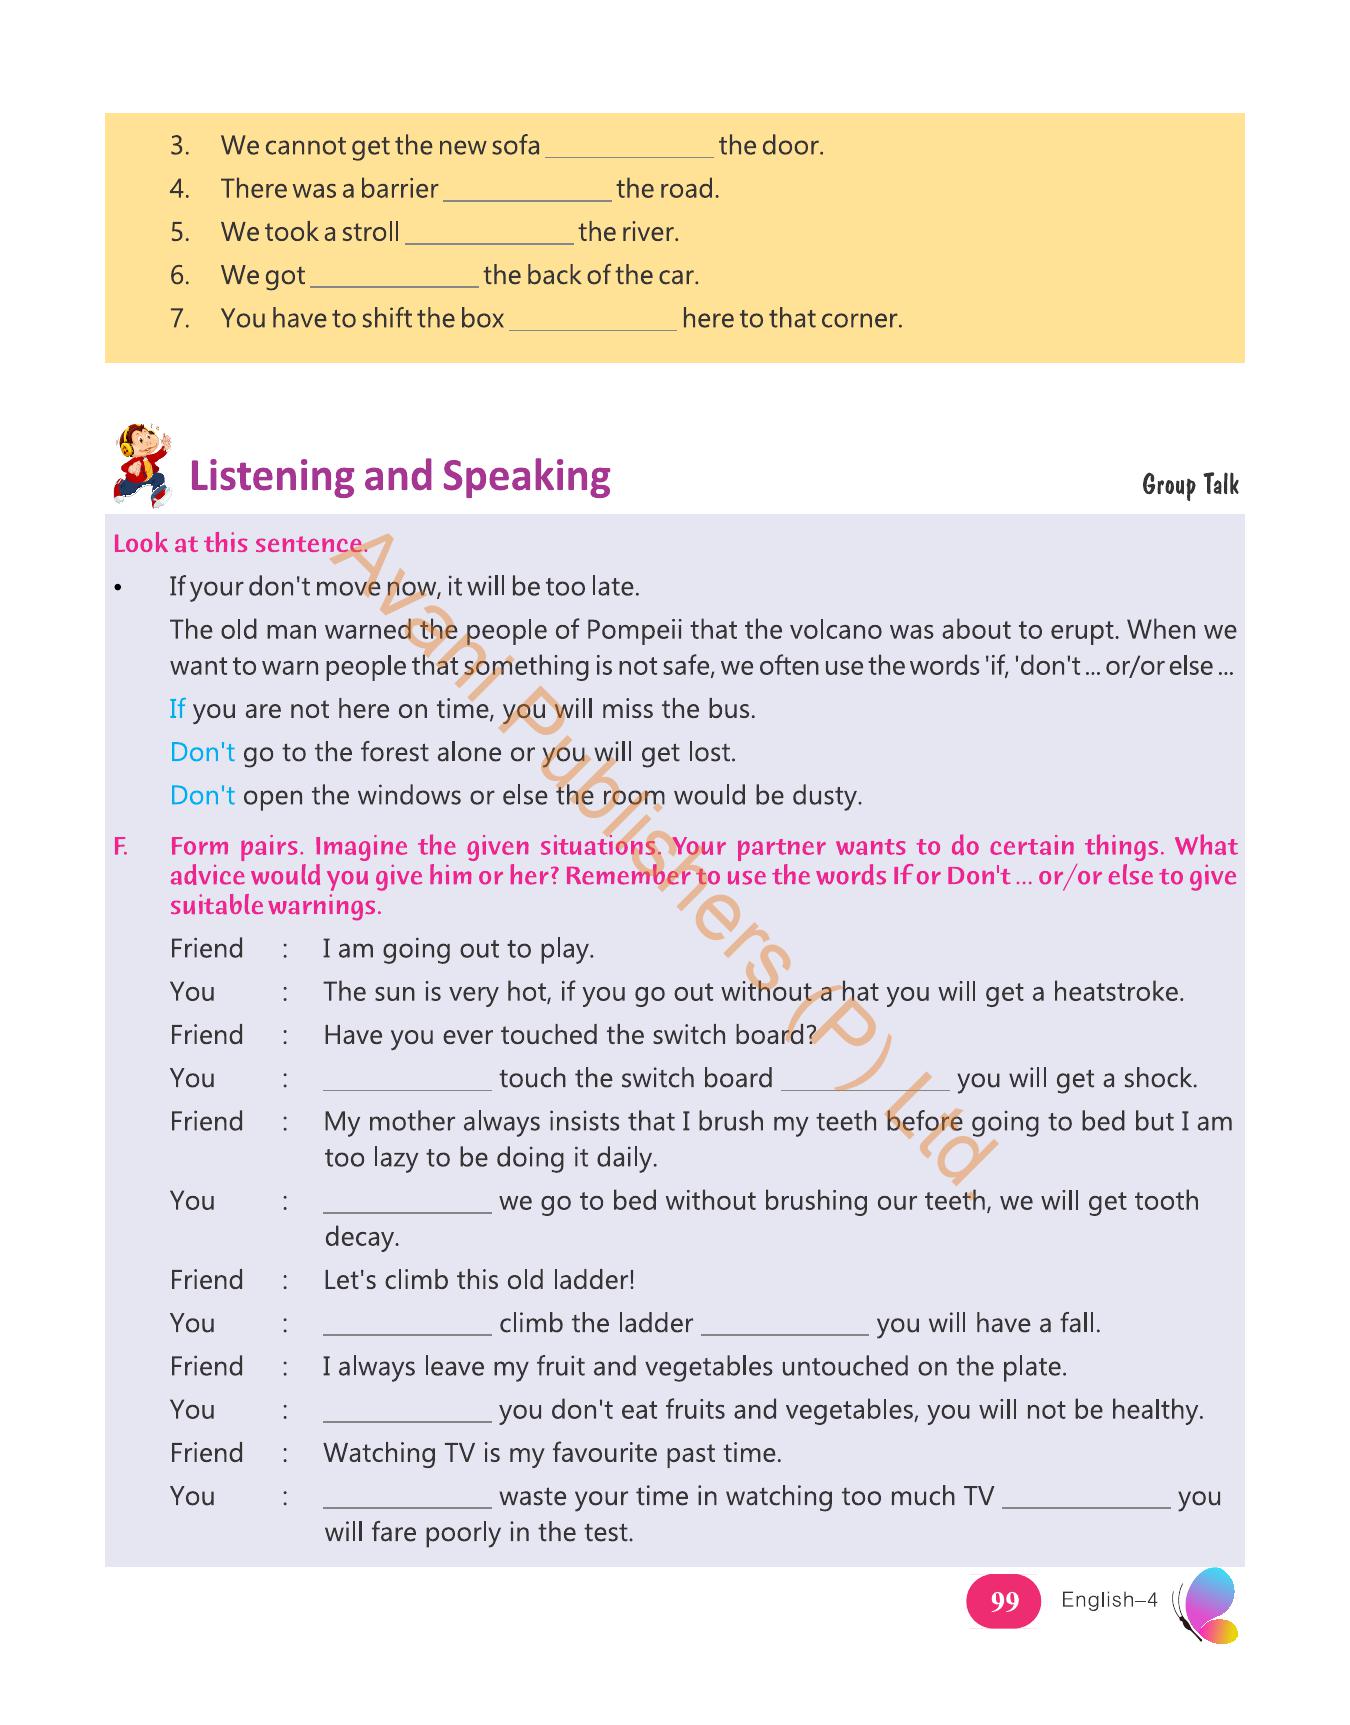 3. We cannot get the new sofa ____________ the door.
4. There was a barrier ____________ the road.
5. We took a stroll ____________ the river.
6. We got ____________ the back of the car.
7. You have to shift the box ____________ here to that corner.
Listening and Speaking
Group Talk
Look at this sentence.
• If your don't move now, it will be too late.
The old man warned the people of Pompeii that the volcano was about to erupt. When we
want to warn people that something is not safe, we often use the words 'if, 'don't ... or/or else ...
If you are not here on time, you will miss the bus.
Don't go to the forest alone or you will get lost.
Don't open the windows or else the room would be dusty.
F. Form pairs. Imagine the given situations. Your partner wants to do certain things. What
advice would you give him or her? Remember to use the words If or Don't ... or/or else to give
suitable warnings.
Friend : I am going out to play.
You : The sun is very hot, if you go out without a hat you will get a heatstroke.
Friend : Have you ever touched the switch board?
You : ____________ touch the switch board ____________ you will get a shock.
Friend : My mother always insists that I brush my teeth before going to bed but I am
too lazy to be doing it daily.
You : ____________ we go to bed without brushing our teeth, we will get tooth
decay.
Friend : Let's climb this old ladder!
You : ____________ climb the ladder ____________ you will have a fall.
Friend : I always leave my fruit and vegetables untouched on the plate.
You : ____________ you don't eat fruits and vegetables, you will not be healthy.
Friend : Watching TV is my favourite past time.
You : ____________ waste your time in watching too much TV ____________ you
will fare poorly in the test.
99 English–4
Avani Publishers (P) Ltd.